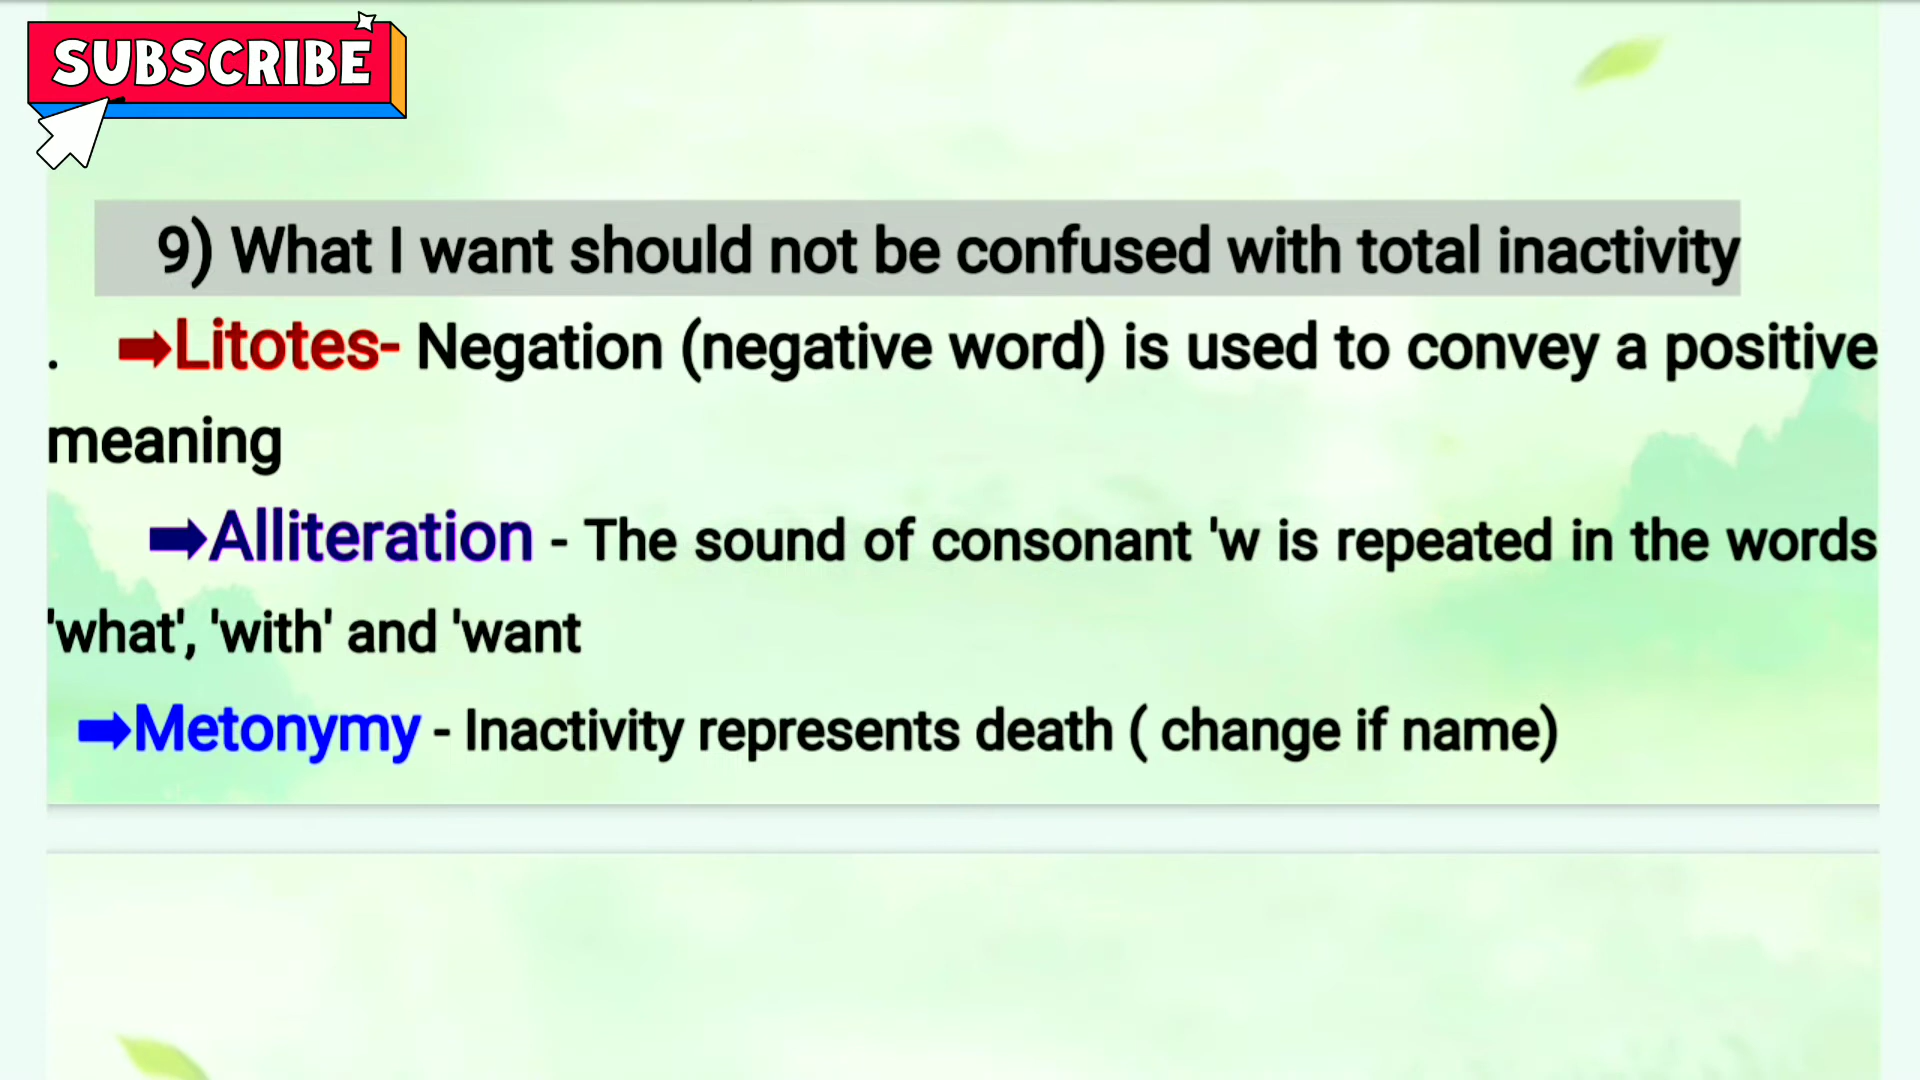 SUBSCRIBE
9) What I want should not be confused with total inactivity
. ➡Litotes- Negation (negative word) is used to convey a positive
meaning
➡Alliteration - The sound of consonant 'w is repeated in the words
'what', 'with' and 'want
➡Metonymy - Inactivity represents death ( change if name)